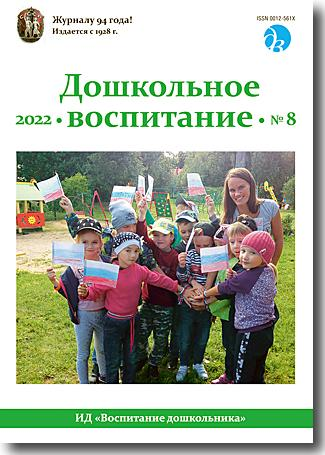 Журналу 94 года!
Издается с 1928 г.
ISSN 0012-561X
Дошкольное
2022 • воспитание • № 8
ИД «Воспитание дошкольника»